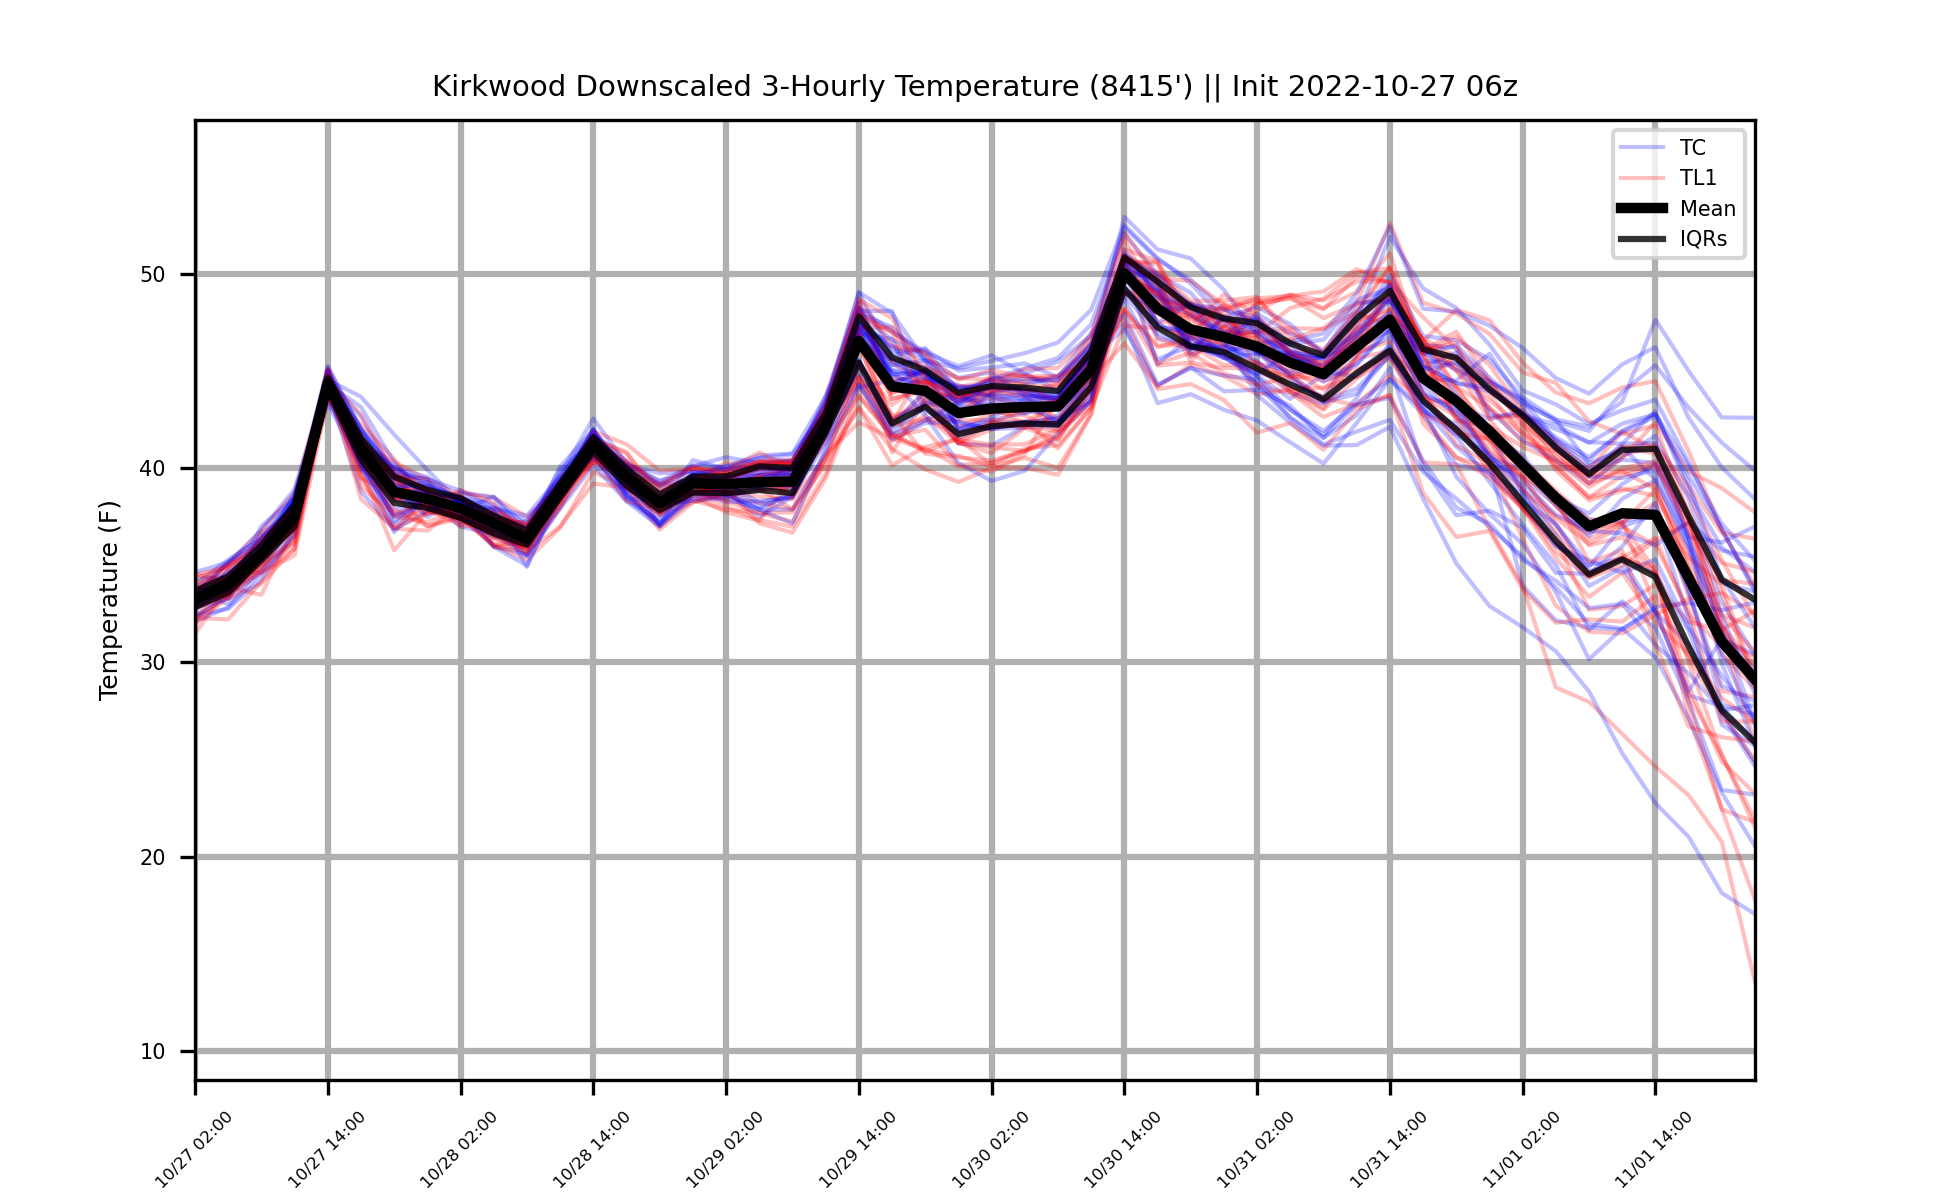 Kirkwood Downscaled 3-Hourly Temperature (8415') || Init 2022-10-27 06z
TC
TL1
Mean
IQRs
Temperature (F)
50
40
30
20
10
10/27 02:00
10/27 14:00
10/28 02:00
10/28 14:00
10/29 02:00
10/29 14:00
10/30 02:00
10/30 14:00
10/31 02:00
10/31 14:00
11/01 02:00
11/01 14:00